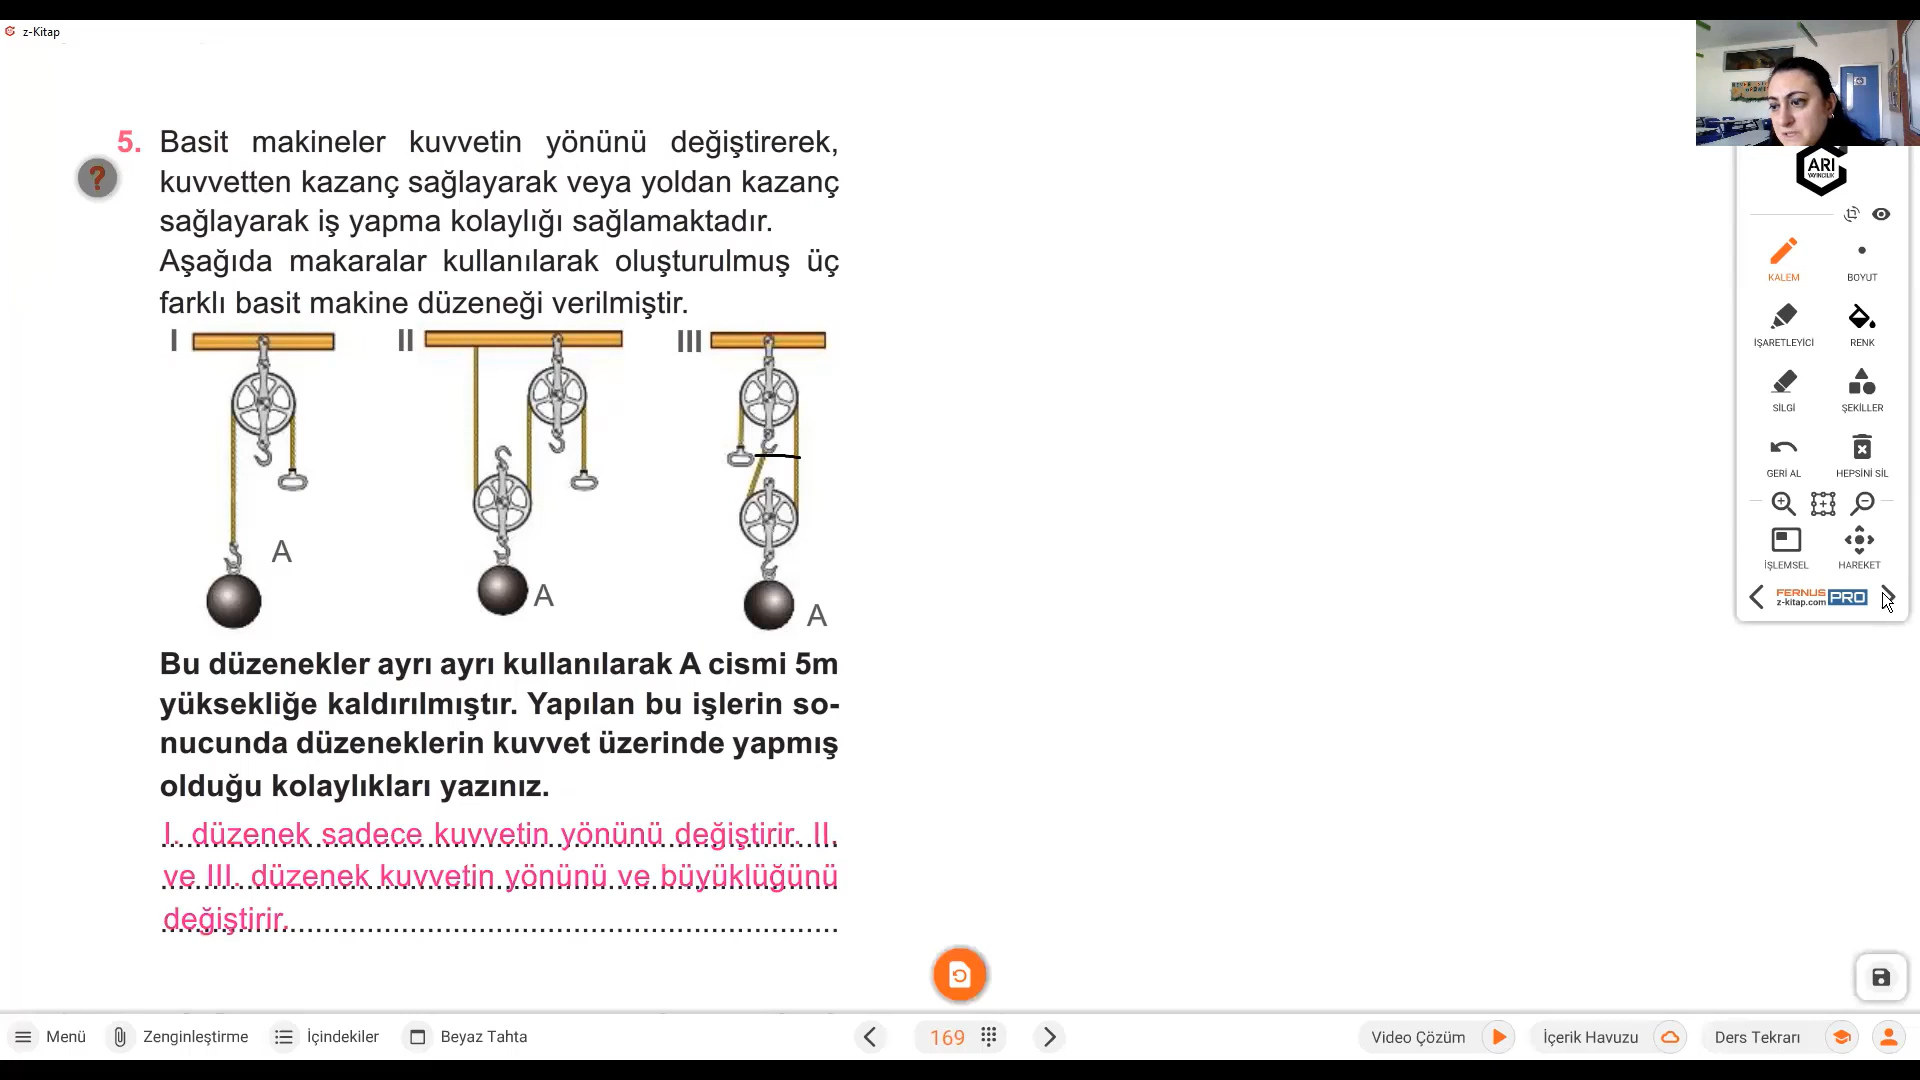 z-Kitap
5. Basit makineler kuvvetin yönünü değiştirerek,
kuvvetten kazanç sağlayarak veya yoldan kazanç
sağlayarak iş yapma kolaylığı sağlamaktadır.
Aşağıda makaralar kullanılarak oluşturulmuş üç
farklı basit makine düzeneği verilmiştir.
?
I II III
A A A
Bu düzenekler ayrı ayrı kullanılarak A cismi 5m
yüksekliğe kaldırılmıştır. Yapılan bu işlerin so-
nucunda düzeneklerin kuvvet üzerinde yapmış
olduğu kolaylıkları yazınız.
I. düzenek sadece kuvvetin yönünü değiştirir. II.
ve III. düzenek kuvvetin yönünü ve büyüklüğünü
değiştirir.
ARI
YAYINCILIK
KALEM BOYUT
İŞARETLEYİCİ RENK
SİLGİ ŞEKİLLER
GERİ AL HEPSİNİ SİL
İŞLEMSEL HAREKET
FERNUS
z-kitap.com PRO
Menü Zenginleştirme İçindekiler Beyaz Tahta 169 Video Çözüm İçerik Havuzu Ders Tekrarı